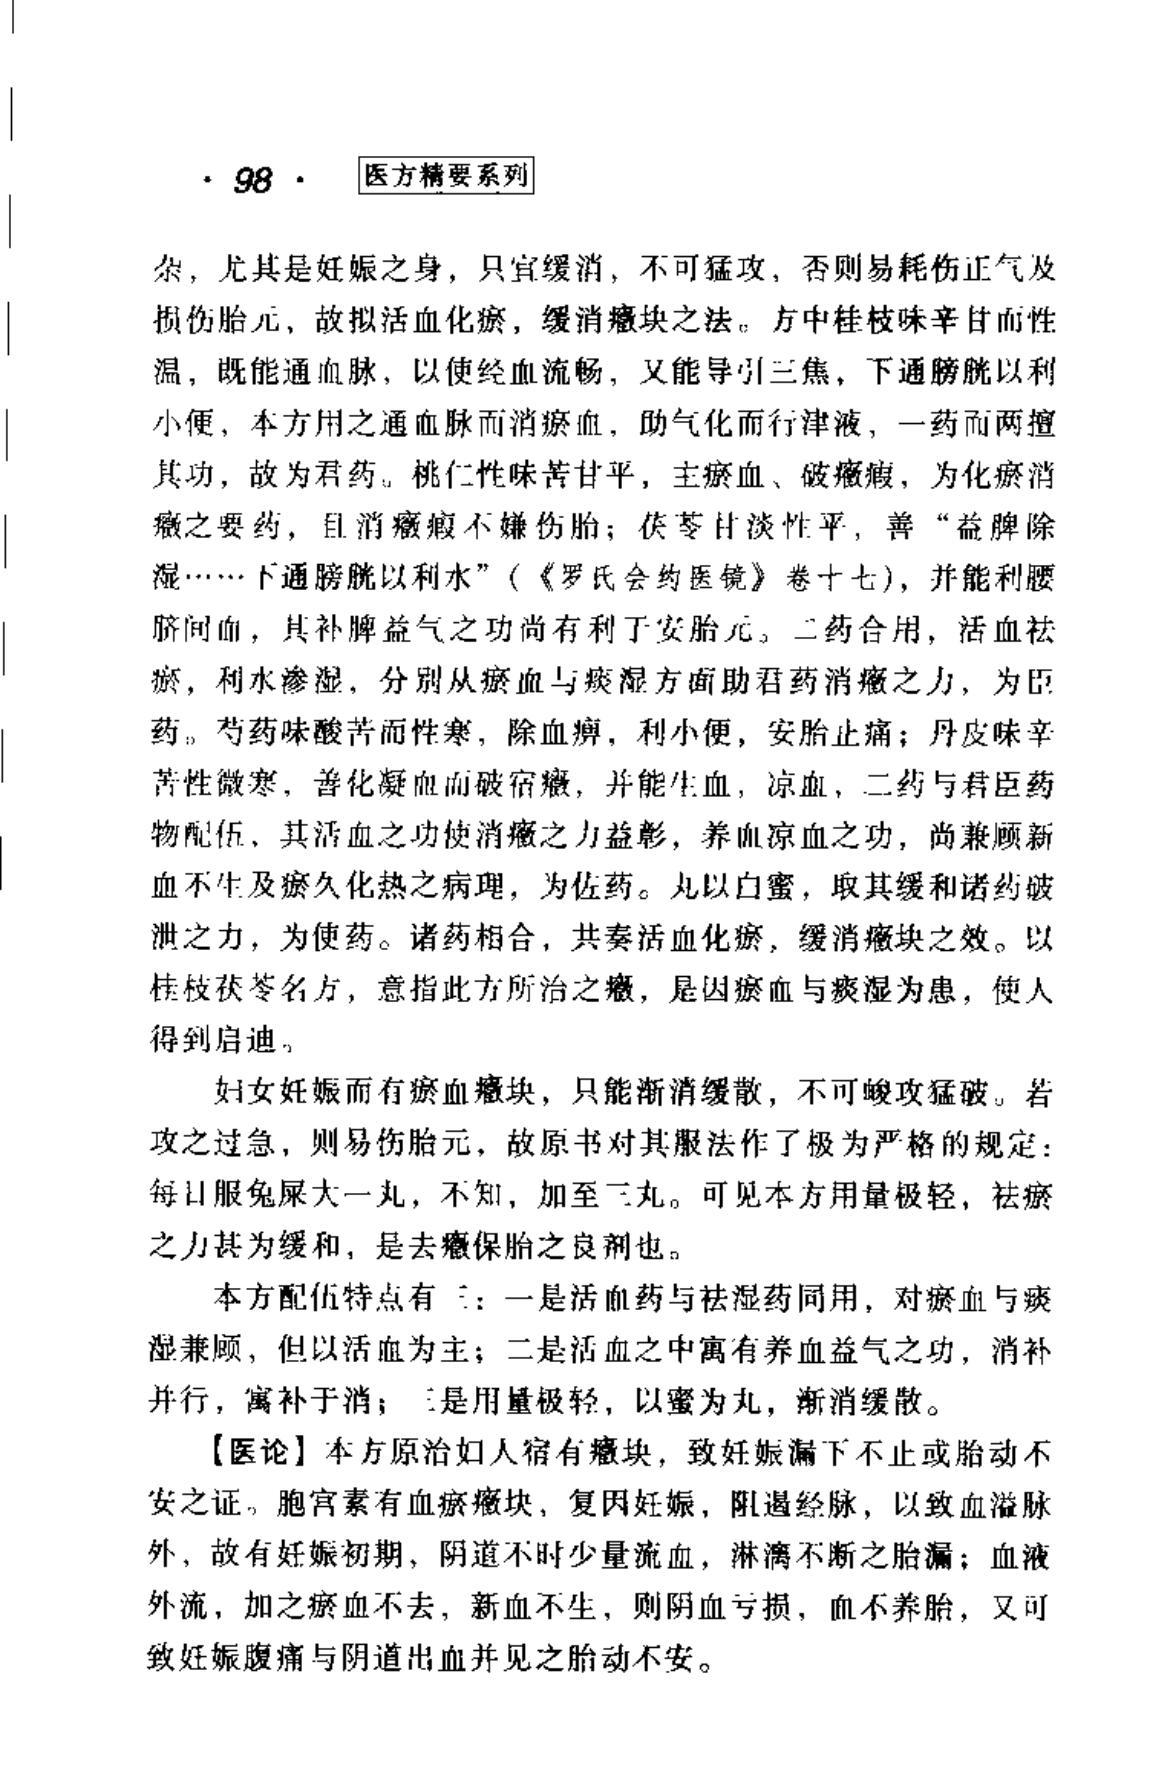 · 98 · 医方精要系列
杂，尤其是妊娠之身，只宜缓消，不可猛攻，否则易耗伤正气及
损伤胎元，故拟活血化瘀，缓消癥块之法。方中桂枝味辛甘而性
温，既能通血脉，以使经血流畅，又能导引三焦，下通膀胱以利
小便，本方用之通血脉而消瘀血，助气化而行津液，一药而两擅
其功，故为君药。桃仁性味苦甘平，主瘀血、破癥瘕，为化瘀消
癥之要药，且消癥瘕不嫌伤胎；茯苓甘淡性平，善“益脾除
湿……下通膀胱以利水”（《罗氏会约医镜》卷十七），并能利腰
脐间血，其补脾益气之功尚有利于安胎元。二药合用，活血祛
瘀，利水渗湿，分别从瘀血与痰湿方面助君药消癥之力，为臣
药。芍药味酸苦而性寒，除血痹，利小便，安胎止痛；丹皮味辛
苦性微寒，善化凝血而破宿癥，并能生血，凉血，二药与君臣药
物配伍，其活血之功使消癥之力益彰，养血凉血之功，尚兼顾新
血不生及瘀久化热之病理，为佐药。丸以白蜜，取其缓和诸药破
泄之力，为使药。诸药相合，共奏活血化瘀，缓消癥块之效。以
桂枝茯苓名方，意指此方所治之癥，是因瘀血与痰湿为患，使人
得到启迪。
妇女妊娠而有瘀血癥块，只能渐消缓散，不可峻攻猛破。若
攻之过急，则易伤胎元，故原书对其服法作了极为严格的规定：
每日服兔屎大一丸，不知，加至三丸。可见本方用量极轻，祛瘀
之力甚为缓和，是去癥保胎之良剂也。
本方配伍特点有三：一是活血药与祛湿药同用，对瘀血与痰
湿兼顾，但以活血为主；二是活血之中寓有养血益气之功，消补
并行，寓补于消；三是用量极轻，以蜜为丸，渐消缓散。
【医论】本方原治妇人宿有癥块，致妊娠漏下不止或胎动不
安之证。胞宫素有血瘀癥块，复因妊娠，阻遏经脉，以致血溢脉
外，故有妊娠初期，阴道不时少量流血，淋漓不断之胎漏；血液
外流，加之瘀血不去，新血不生，则阴血亏损，血不养胎，又可
致妊娠腹痛与阴道出血并见之胎动不安。